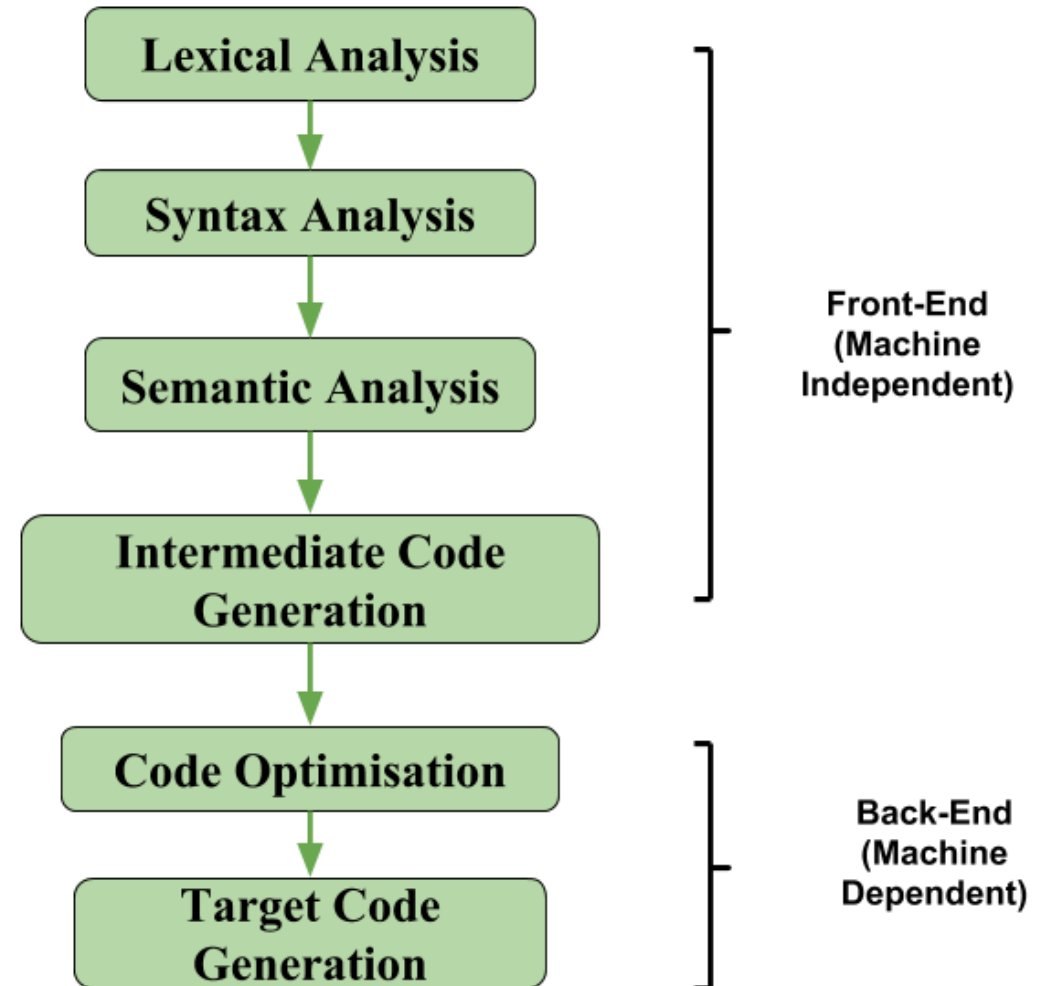 Lexical Analysis
Syntax Analysis
Semantic Analysis
Intermediate Code
Generation
Front-End
(Machine
Independent)
Code Optimisation
Target Code
Generation
Back-End
(Machine
Dependent)